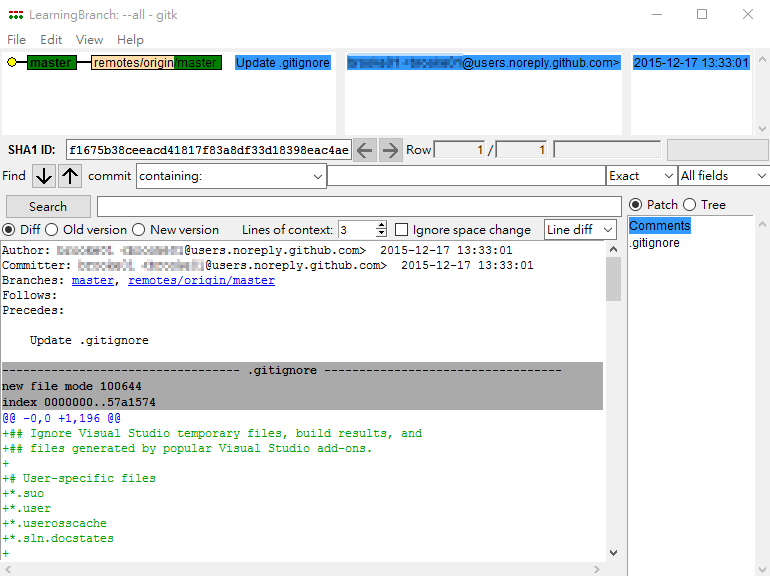 LearningBranch: --all - gitk
File Edit View Help
master remotes/origin/master Update .gitignore @users.noreply.github.com> 2015-12-17 13:33:01
SHA1 ID: f1675b38ceeacd41817f83a8df33d18398eac4ae Row 1 / 1
Find commit containing: Exact All fields
Search
Patch Tree
Diff Old version New version Lines of context: 3 Ignore space change Line diff
Comments
.gitignore
Author: @users.noreply.github.com> 2015-12-17 13:33:01
Committer: @users.noreply.github.com> 2015-12-17 13:33:01
Branches: master, remotes/origin/master
Follows:
Precedes:
Update .gitignore
---------------------------------- .gitignore ----------------------------------
new file mode 100644
index 0000000..57a1574
@@ -0,0 +1,196 @@
+## Ignore Visual Studio temporary files, build results, and
+## files generated by popular Visual Studio add-ons.
+
+# User-specific files
+*.suo
+*.user
+*.userosscache
+*.sln.docstates
+